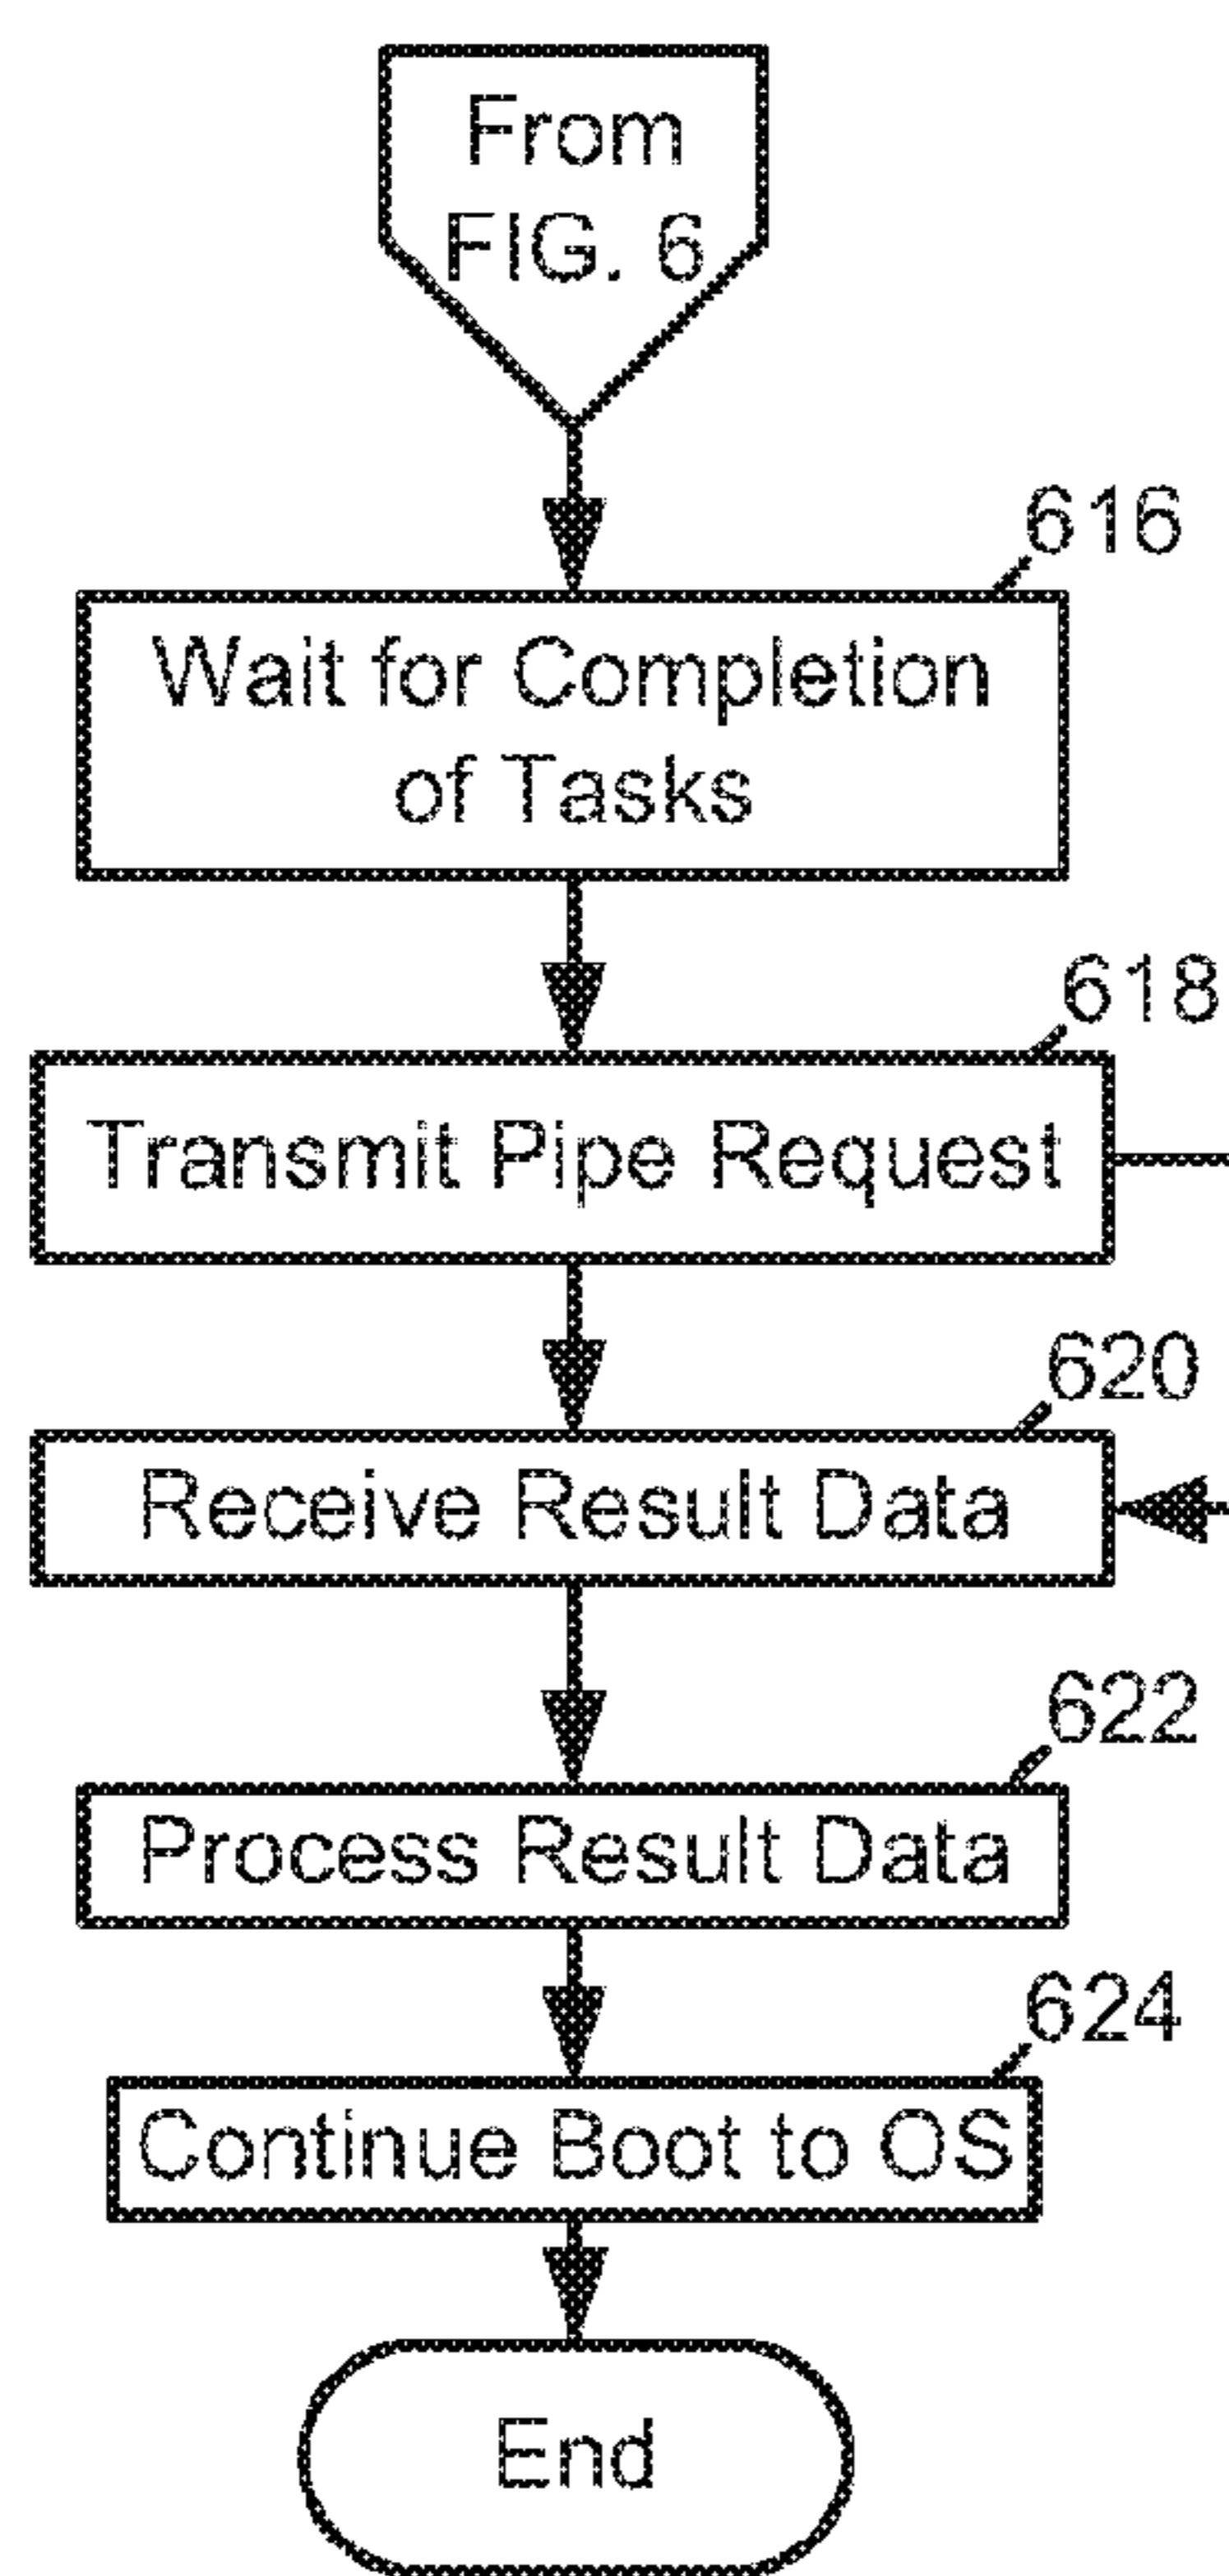 From
FIG. 6
616
Wait for Completion
of Tasks
618
Transmit Pipe Request
620
Receive Result Data
622
Process Result Data
624
Continue Boot to OS
End